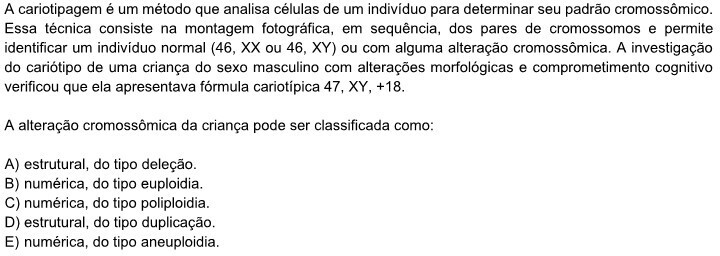 A cariotipagem é um método que analisa células de um indivíduo para determinar seu padrão cromossômico.
Essa técnica consiste na montagem fotográfica, em sequência, dos pares de cromossomos e permite
identificar um indivíduo normal (46, XX ou 46, XY) ou com alguma alteração cromossômica. A investigação
do cariótipo de uma criança do sexo masculino com alterações morfológicas e comprometimento cognitivo
verificou que ela apresentava fórmula cariotípica 47, XY, +18.
A alteração cromossômica da criança pode ser classificada como:
A) estrutural, do tipo deleção.
B) numérica, do tipo euploidia.
C) numérica, do tipo poliploidia.
D) estrutural, do tipo duplicação.
E) numérica, do tipo aneuploidia.